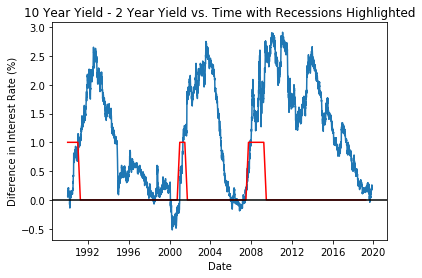 10 Year Yield - 2 Year Yield vs. Time with Recessions Highlighted
3.0
2.5
2.0
1.5
1.0
0.5
0.0
−0.5
Diference in Interest Rate (%)
1992 1996 2000 2004 2008 2012 2016 2020
Date